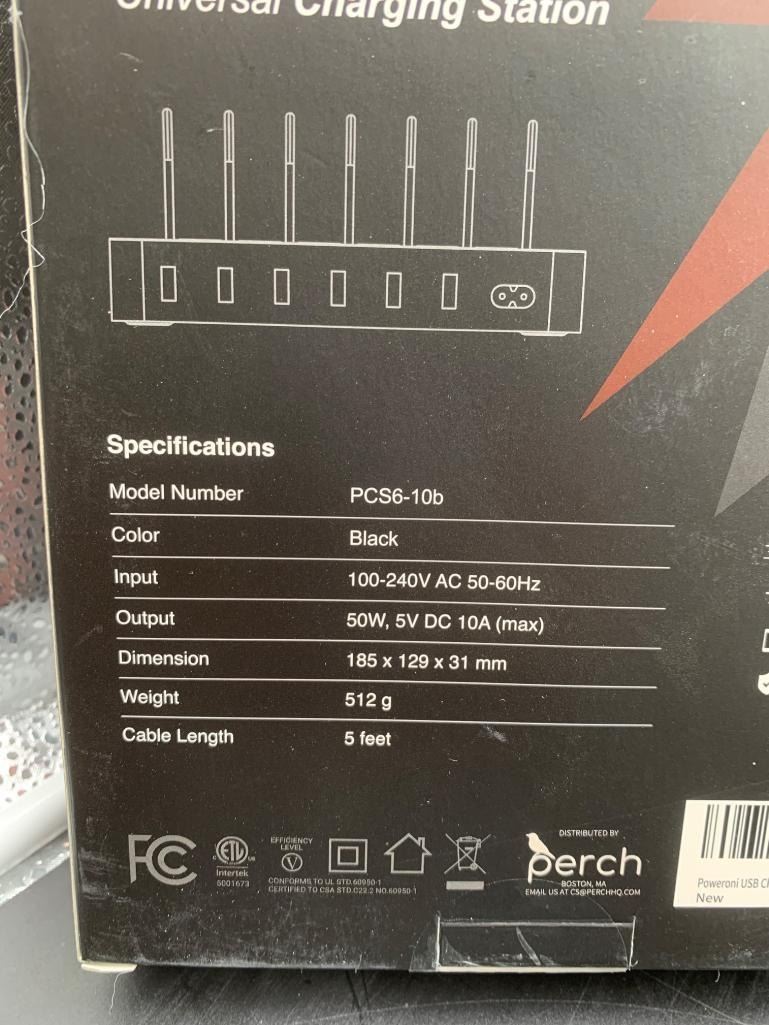 Universal Charging Station
Specifications
Model Number PCS6-10b
Color Black
Input 100-240V AC 50-60Hz
Output 50W, 5V DC 10A (max)
Dimension 185 x 129 x 31 mm
Weight 512 g
Cable Length 5 feet
FC
ETL
Intertek
5001673
EFFICIENCY
LEVEL
V
CONFORMS TO UL STD.60950-1
CERTIFIED TO CSA STD.C22.2 NO.60950-1
DISTRIBUTED BY
perch
BOSTON, MA
EMAIL US AT CS@PERCHHQ.COM
Poweroni USB
New